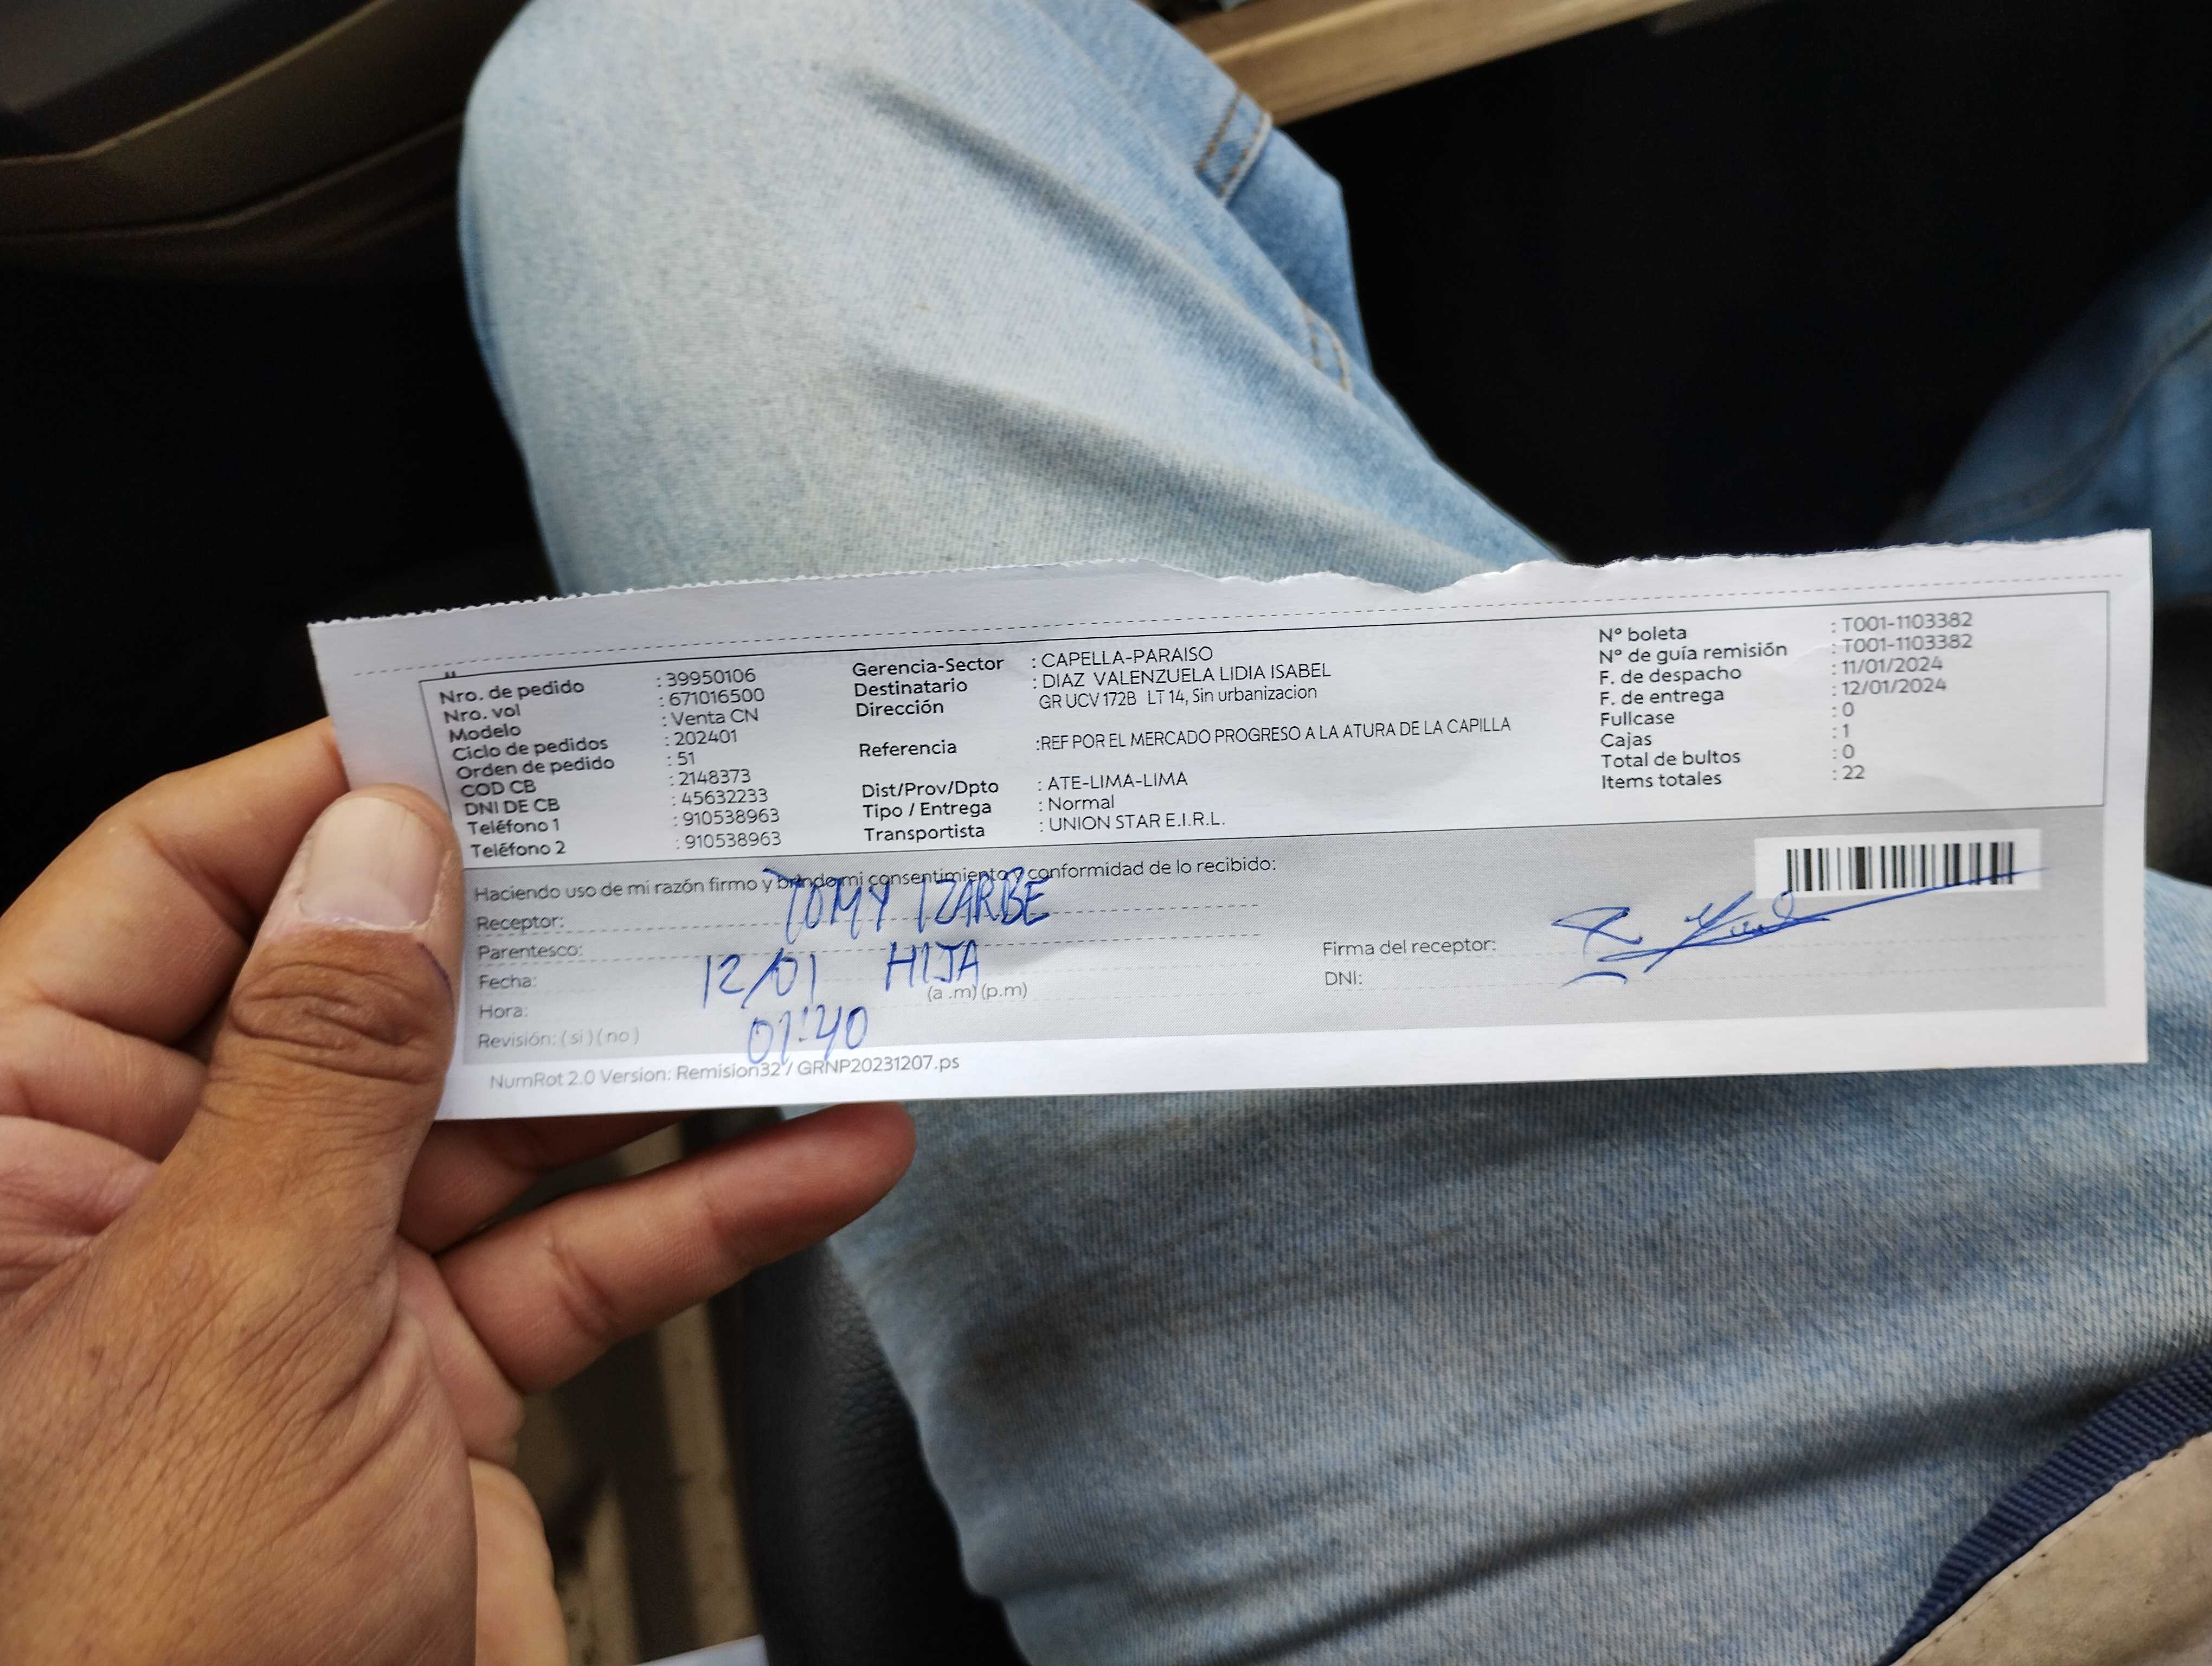 Nro. de pedido : 39950106
Nro. vol : 671016500
Modelo : Venta CN
Ciclo de pedidos : 202401
Orden de pedido : 51
COD CB : 2148373
DNI DE CB : 45632233
Teléfono 1 : 910538963
Teléfono 2 : 910538963
Gerencia-Sector : CAPELLA-PARAISO
Destinatario : DIAZ VALENZUELA LIDIA ISABEL
Dirección GR UCV 172B LT 14, Sin urbanizacion
Referencia :REF POR EL MERCADO PROGRESO A LA ATURA DE LA CAPILLA
Dist/Prov/Dpto : ATE-LIMA-LIMA
Tipo / Entrega : Normal
Transportista : UNION STAR E.I.R.L.
N° boleta : T001-1103382
N° de guía remisión : T001-1103382
F. de despacho : 11/01/2024
F. de entrega : 12/01/2024
Fullcase : 0
Cajas : 1
Total de bultos : 0
Items totales : 22
Haciendo uso de mi razón firmo y brindo mi consentimiento y conformidad de lo recibido:
Receptor: TOMY IZARBE
Parentesco: HIJA
Fecha: 12/01
(a .m) (p.m)
Hora: 01:40
Revisión: ( si ) ( no )
Firma del receptor:
DNI:
NumRot 2.0 Version: Remision32 / GRNP20231207.ps